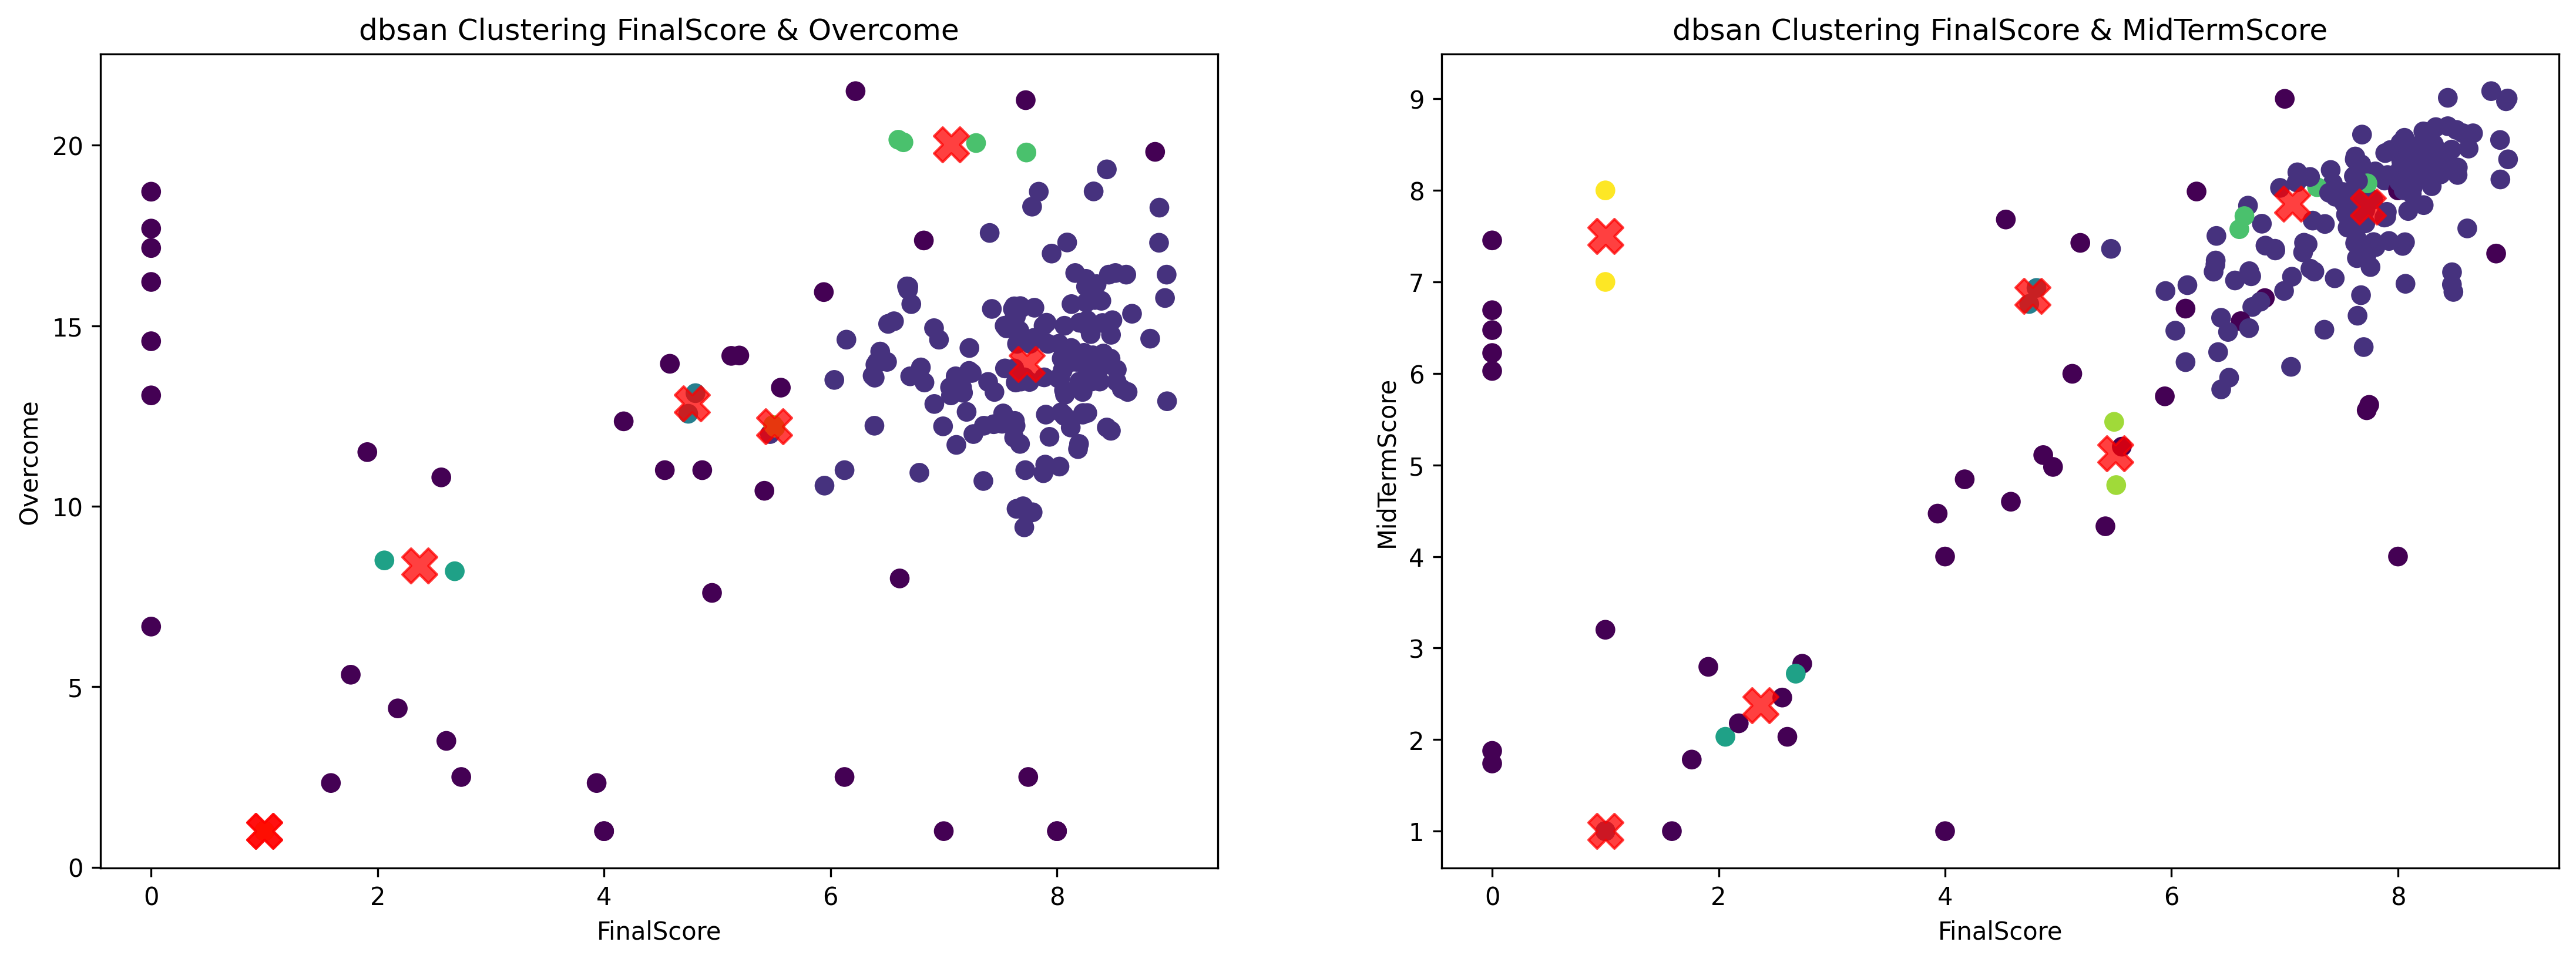 dbsan Clustering FinalScore & Overcome
20
15
10
5
0
Overcome
0 2 4 6 8
FinalScore
dbsan Clustering FinalScore & MidTermScore
9
8
7
6
5
4
3
2
1
MidTermScore
0 2 4 6 8
FinalScore